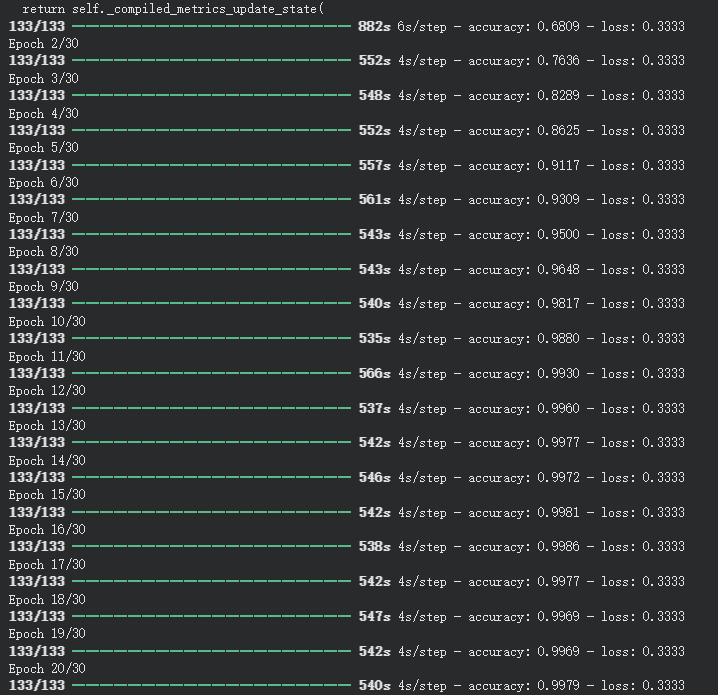 return self._compiled_metrics_update_state(
133/133 ━━━━━━━━━━━━━━━━━━━━ 882s 6s/step - accuracy: 0.6809 - loss: 0.3333
Epoch 2/30
133/133 ━━━━━━━━━━━━━━━━━━━━ 552s 4s/step - accuracy: 0.7636 - loss: 0.3333
Epoch 3/30
133/133 ━━━━━━━━━━━━━━━━━━━━ 548s 4s/step - accuracy: 0.8289 - loss: 0.3333
Epoch 4/30
133/133 ━━━━━━━━━━━━━━━━━━━━ 552s 4s/step - accuracy: 0.8625 - loss: 0.3333
Epoch 5/30
133/133 ━━━━━━━━━━━━━━━━━━━━ 557s 4s/step - accuracy: 0.9117 - loss: 0.3333
Epoch 6/30
133/133 ━━━━━━━━━━━━━━━━━━━━ 561s 4s/step - accuracy: 0.9309 - loss: 0.3333
Epoch 7/30
133/133 ━━━━━━━━━━━━━━━━━━━━ 543s 4s/step - accuracy: 0.9500 - loss: 0.3333
Epoch 8/30
133/133 ━━━━━━━━━━━━━━━━━━━━ 543s 4s/step - accuracy: 0.9648 - loss: 0.3333
Epoch 9/30
133/133 ━━━━━━━━━━━━━━━━━━━━ 540s 4s/step - accuracy: 0.9817 - loss: 0.3333
Epoch 10/30
133/133 ━━━━━━━━━━━━━━━━━━━━ 535s 4s/step - accuracy: 0.9880 - loss: 0.3333
Epoch 11/30
133/133 ━━━━━━━━━━━━━━━━━━━━ 566s 4s/step - accuracy: 0.9930 - loss: 0.3333
Epoch 12/30
133/133 ━━━━━━━━━━━━━━━━━━━━ 537s 4s/step - accuracy: 0.9960 - loss: 0.3333
Epoch 13/30
133/133 ━━━━━━━━━━━━━━━━━━━━ 542s 4s/step - accuracy: 0.9977 - loss: 0.3333
Epoch 14/30
133/133 ━━━━━━━━━━━━━━━━━━━━ 546s 4s/step - accuracy: 0.9972 - loss: 0.3333
Epoch 15/30
133/133 ━━━━━━━━━━━━━━━━━━━━ 542s 4s/step - accuracy: 0.9981 - loss: 0.3333
Epoch 16/30
133/133 ━━━━━━━━━━━━━━━━━━━━ 538s 4s/step - accuracy: 0.9986 - loss: 0.3333
Epoch 17/30
133/133 ━━━━━━━━━━━━━━━━━━━━ 542s 4s/step - accuracy: 0.9977 - loss: 0.3333
Epoch 18/30
133/133 ━━━━━━━━━━━━━━━━━━━━ 547s 4s/step - accuracy: 0.9969 - loss: 0.3333
Epoch 19/30
133/133 ━━━━━━━━━━━━━━━━━━━━ 542s 4s/step - accuracy: 0.9969 - loss: 0.3333
Epoch 20/30
133/133 ━━━━━━━━━━━━━━━━━━━━ 540s 4s/step - accuracy: 0.9979 - loss: 0.3333